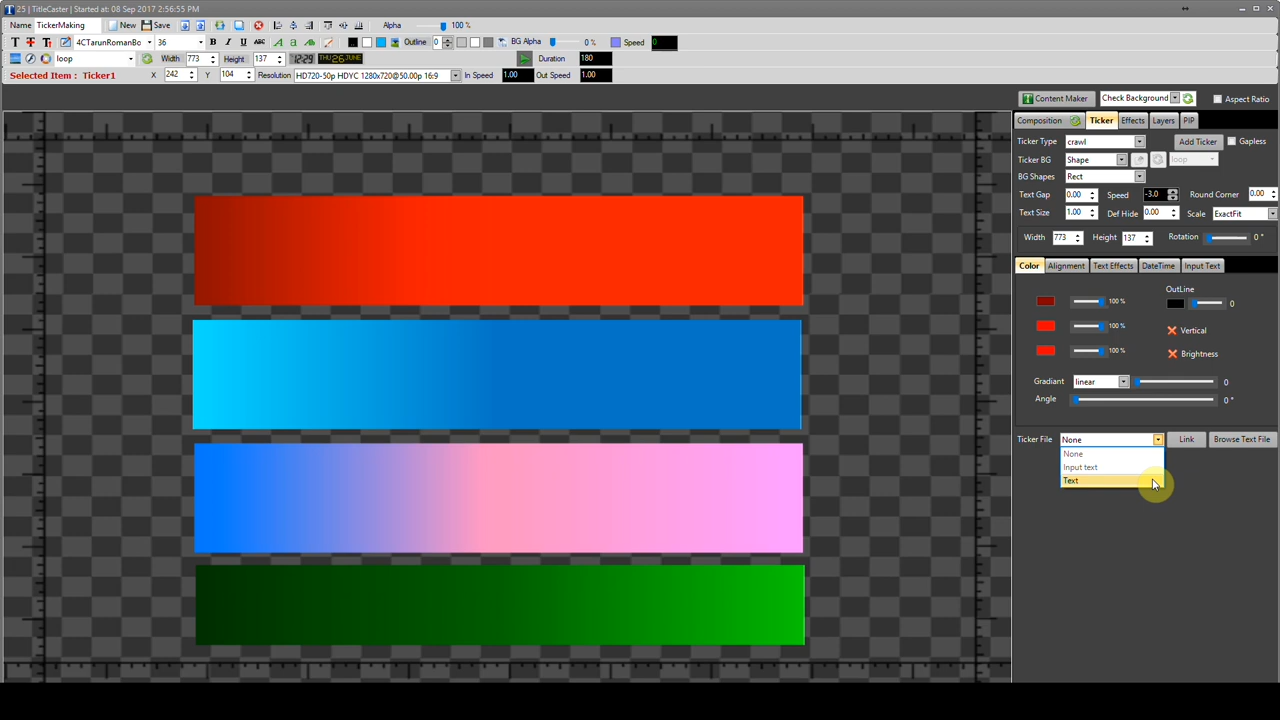 25 | TitleCaster | Started at: 08 Sep 2017 2:56:55 PM
Name TickerMaking New Save Alpha 100 %
T T T 4CTarunRomanBo 36 B I U ABC A a Outline 0 BG Alpha 0 % Speed 0
loop Width 773 Height 137 12:29 THU 26 JUNE Duration 180
Selected Item : Ticker1 X 242 Y 104 Resolution HD720-50p HDYC 1280x720@50.00p 16:9 In Speed 1.00 Out Speed 1.00
Content Maker Check Background Aspect Ratio
Composition Ticker Effects Layers PIP
Ticker Type crawl Add Ticker Gapless
Ticker BG Shape loop
BG Shapes Rect
Text Gap 0.00 Speed -3.0 Round Corner 0.00
Text Size 1.00 Def Hide 0.00 Scale ExactFit
Width 773 Height 137 Rotation 0 °
Color Alignment Text Effects DateTime Input Text
OutLine
100 % 0
100 % Vertical
100 % Brightness
Gradiant linear 0
Angle 0 °
Ticker File None Link Browse Text File
None
Input text
Text